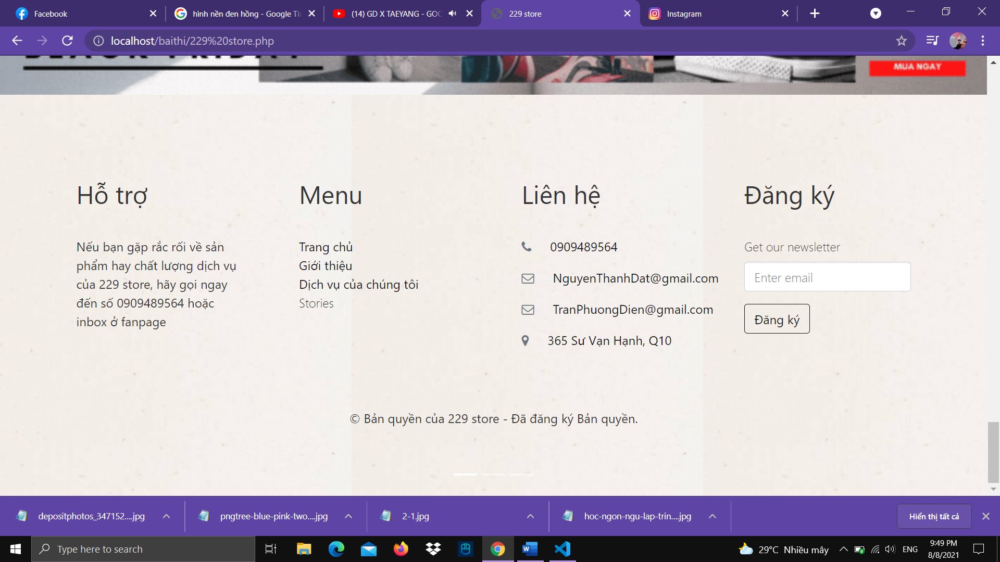 Facebook
hình nền đen hồng - Google Tìn
(14) GD X TAEYANG - GOO
229 store
Instagram
localhost/baithi/229%20store.php
BLACK FRIDAY
MUA NGAY
Hỗ trợ
Nếu bạn gặp rắc rối về sản
phẩm hay chất lượng dịch vụ
của 229 store, hãy gọi ngay
đến số 0909489564 hoặc
inbox ở fanpage
Menu
Trang chủ
Giới thiệu
Dịch vụ của chúng tôi
Stories
Liên hệ
0909489564
NguyenThanhDat@gmail.com
TranPhuongDien@gmail.com
365 Sư Vạn Hạnh, Q10
Đăng ký
Get our newsletter
Enter email
Đăng ký
© Bản quyền của 229 store - Đã đăng ký Bản quyền.
depositphotos_347152....jpg
pngtree-blue-pink-two....jpg
2-1.jpg
hoc-ngon-ngu-lap-trin....jpg
Hiển thị tất cả
Type here to search
29°C Nhiều mây
ENG
9:49 PM
8/8/2021